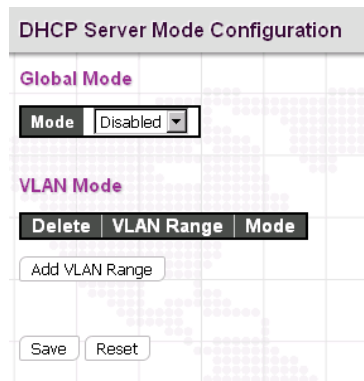 DHCP Server Mode Configuration
Global Mode
Mode Disabled
VLAN Mode
Delete VLAN Range Mode
Add VLAN Range
Save Reset